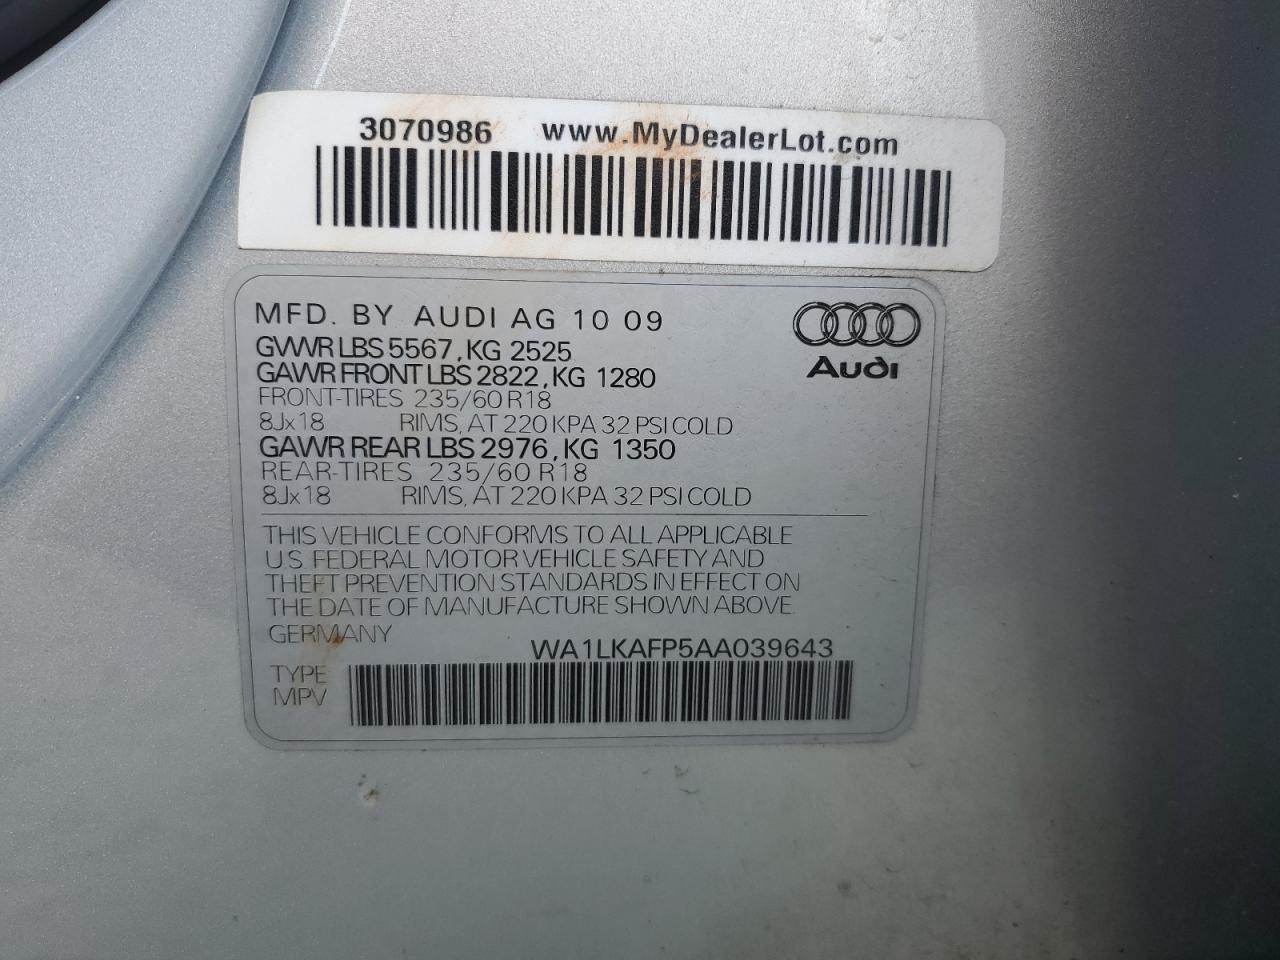 3070986 www.MyDealerLot.com
MFD. BY AUDI AG 10 09
Audi
GVWR LBS 5567, KG 2525
GAWR FRONT LBS 2822, KG 1280
FRONT-TIRES 235/60 R18
8Jx18 RIMS, AT 220 KPA 32 PSI COLD
GAWR REAR LBS 2976, KG 1350
REAR-TIRES 235/60 R18
8Jx18 RIMS, AT 220 KPA 32 PSI COLD
THIS VEHICLE CONFORMS TO ALL APPLICABLE
U.S. FEDERAL MOTOR VEHICLE SAFETY AND
THEFT PREVENTION STANDARDS IN EFFECT ON
THE DATE OF MANUFACTURE SHOWN ABOVE.
GERMANY WA1LKAFP5AA039643
TYPE
MPV